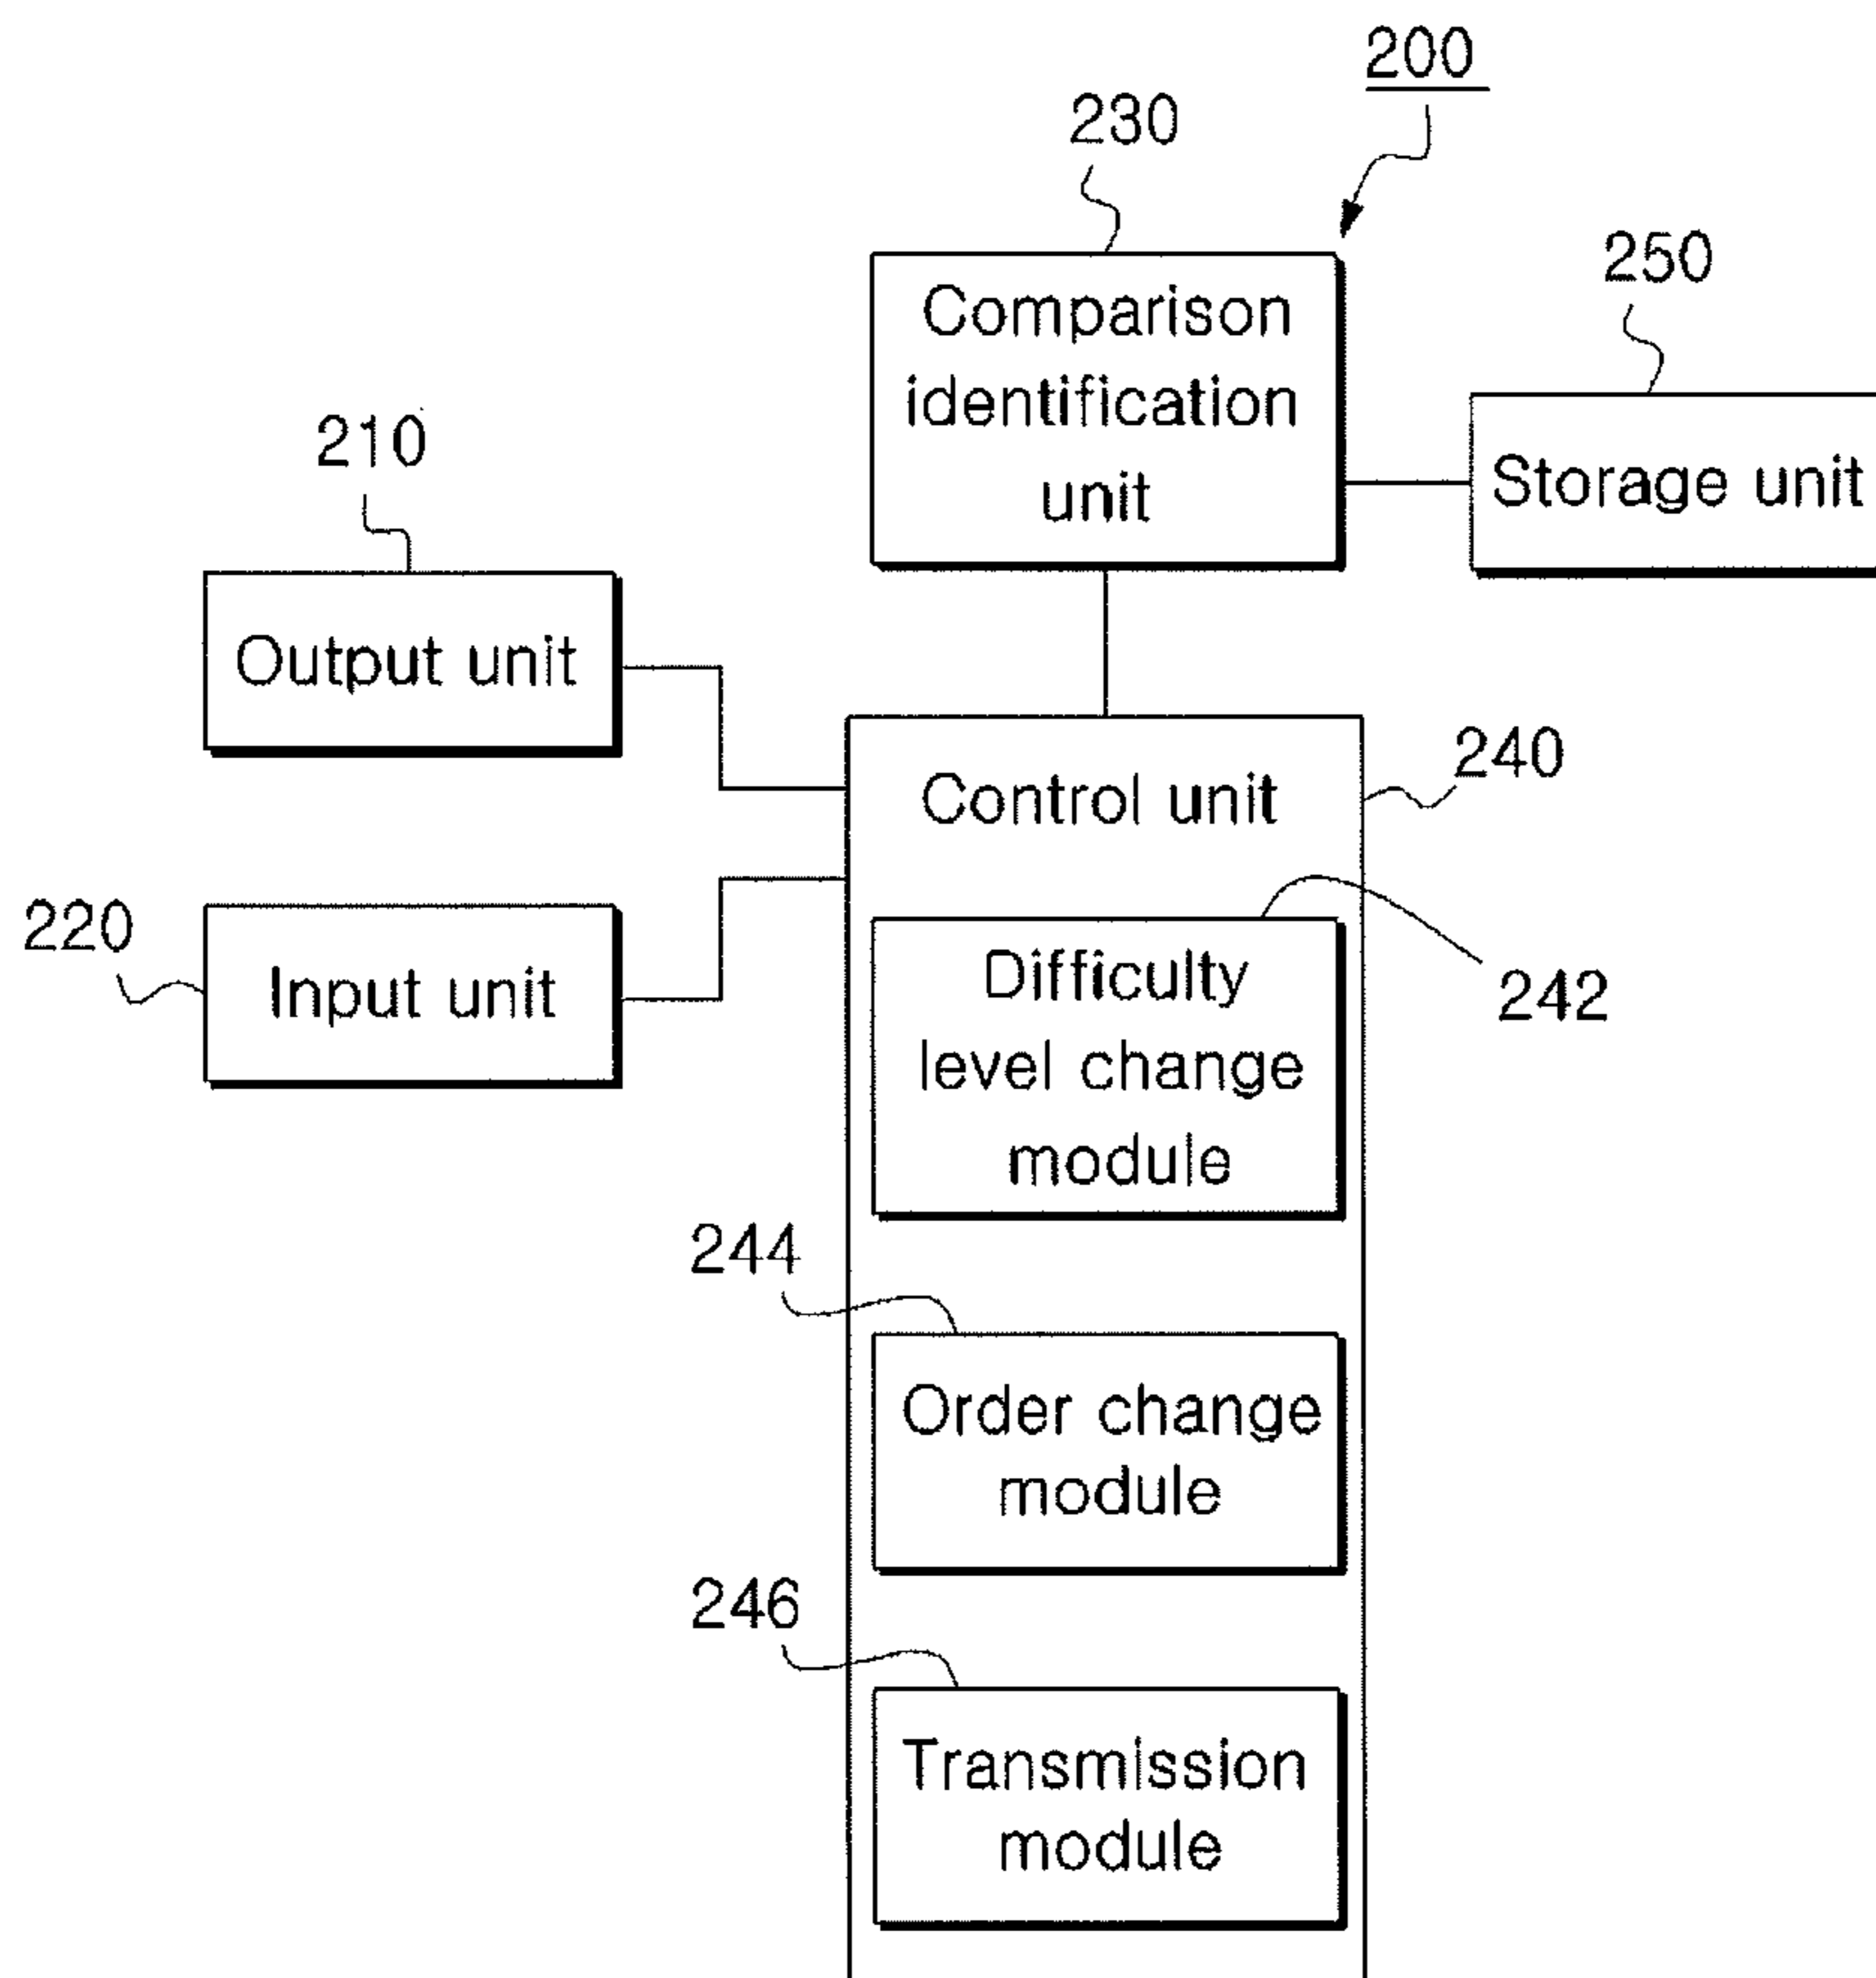 200
230
250
Comparison
identification
unit
Storage unit
210
Output unit
240
Control unit
220
Input unit
242
Difficulty
level change
module
244
Order change
module
246
Transmission
module